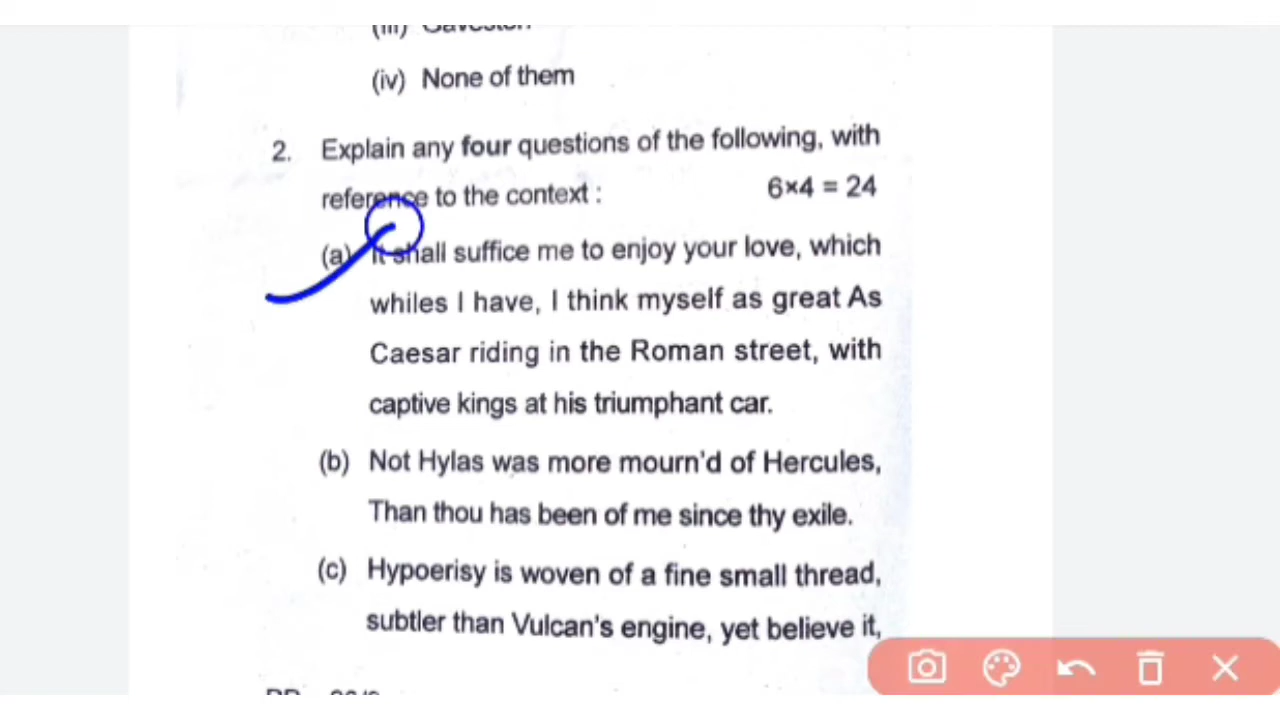 (iii) Gaveston
(iv) None of them
2. Explain any four questions of the following, with
reference to the context : 6×4 = 24
(a) It shall suffice me to enjoy your love, which
whiles I have, I think myself as great As
Caesar riding in the Roman street, with
captive kings at his triumphant car.
(b) Not Hylas was more mourn'd of Hercules,
Than thou has been of me since thy exile.
(c) Hypoerisy is woven of a fine small thread,
subtler than Vulcan's engine, yet believe it,